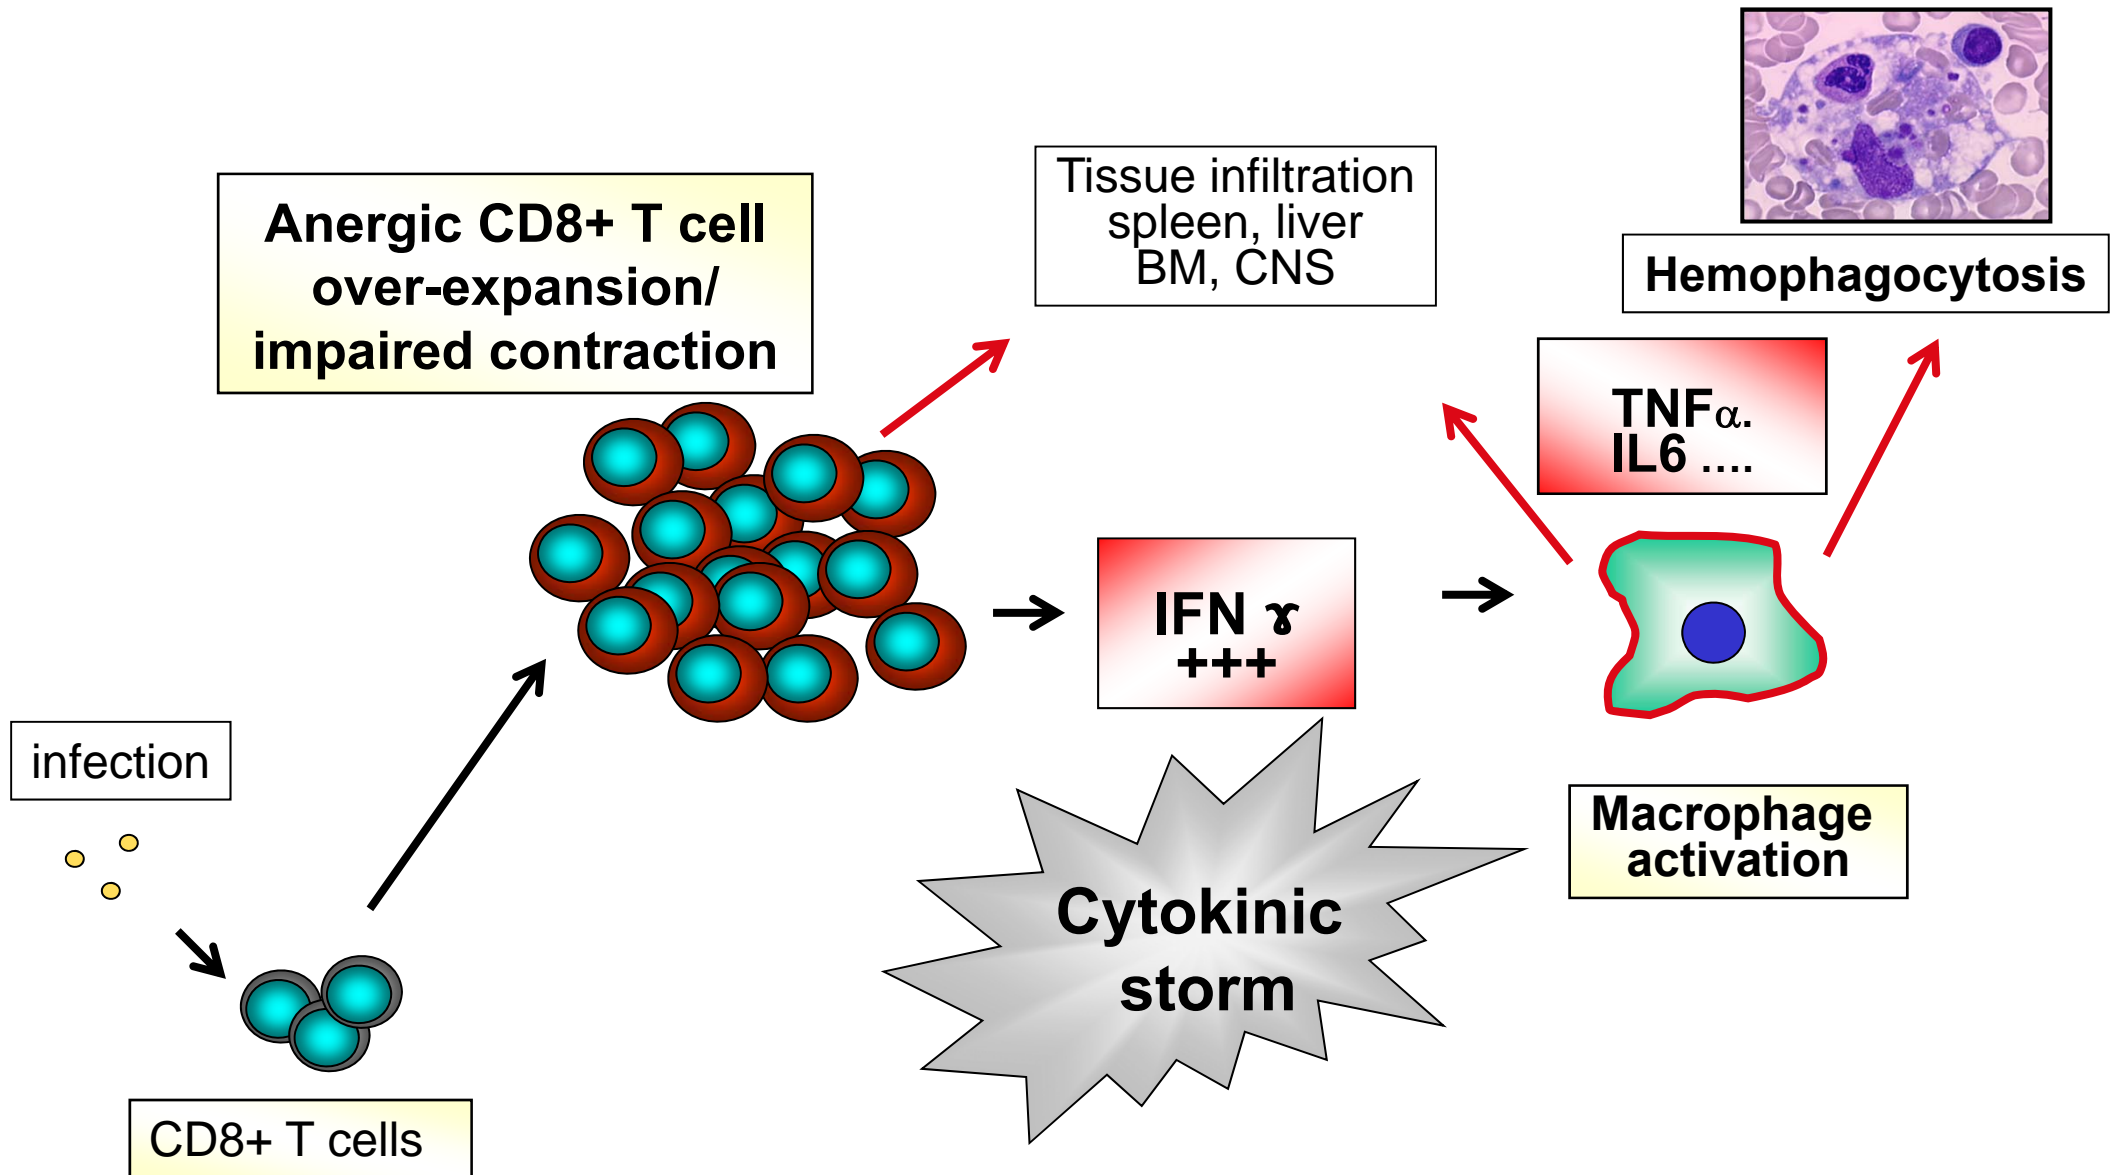 Anergic CD8+ T cell
over-expansion/
impaired contraction
Tissue infiltration
spleen, liver
BM, CNS
Hemophagocytosis
TNFα.
IL6 ....
IFN ɤ
+++
infection
Macrophage
activation
Cytokinic
storm
CD8+ T cells